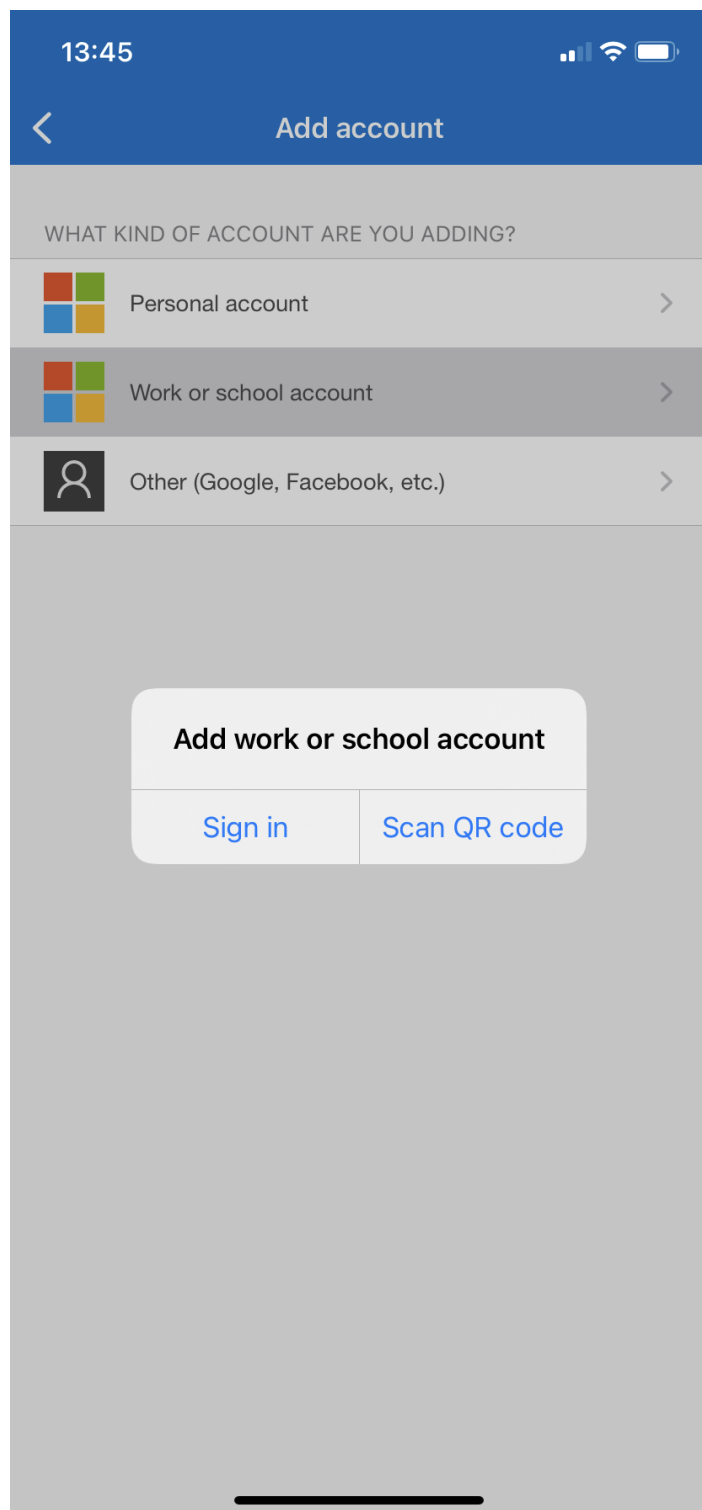 13:45
Add account
WHAT KIND OF ACCOUNT ARE YOU ADDING?
Personal account
Work or school account
Other (Google, Facebook, etc.)
Add work or school account
Sign in
Scan QR code